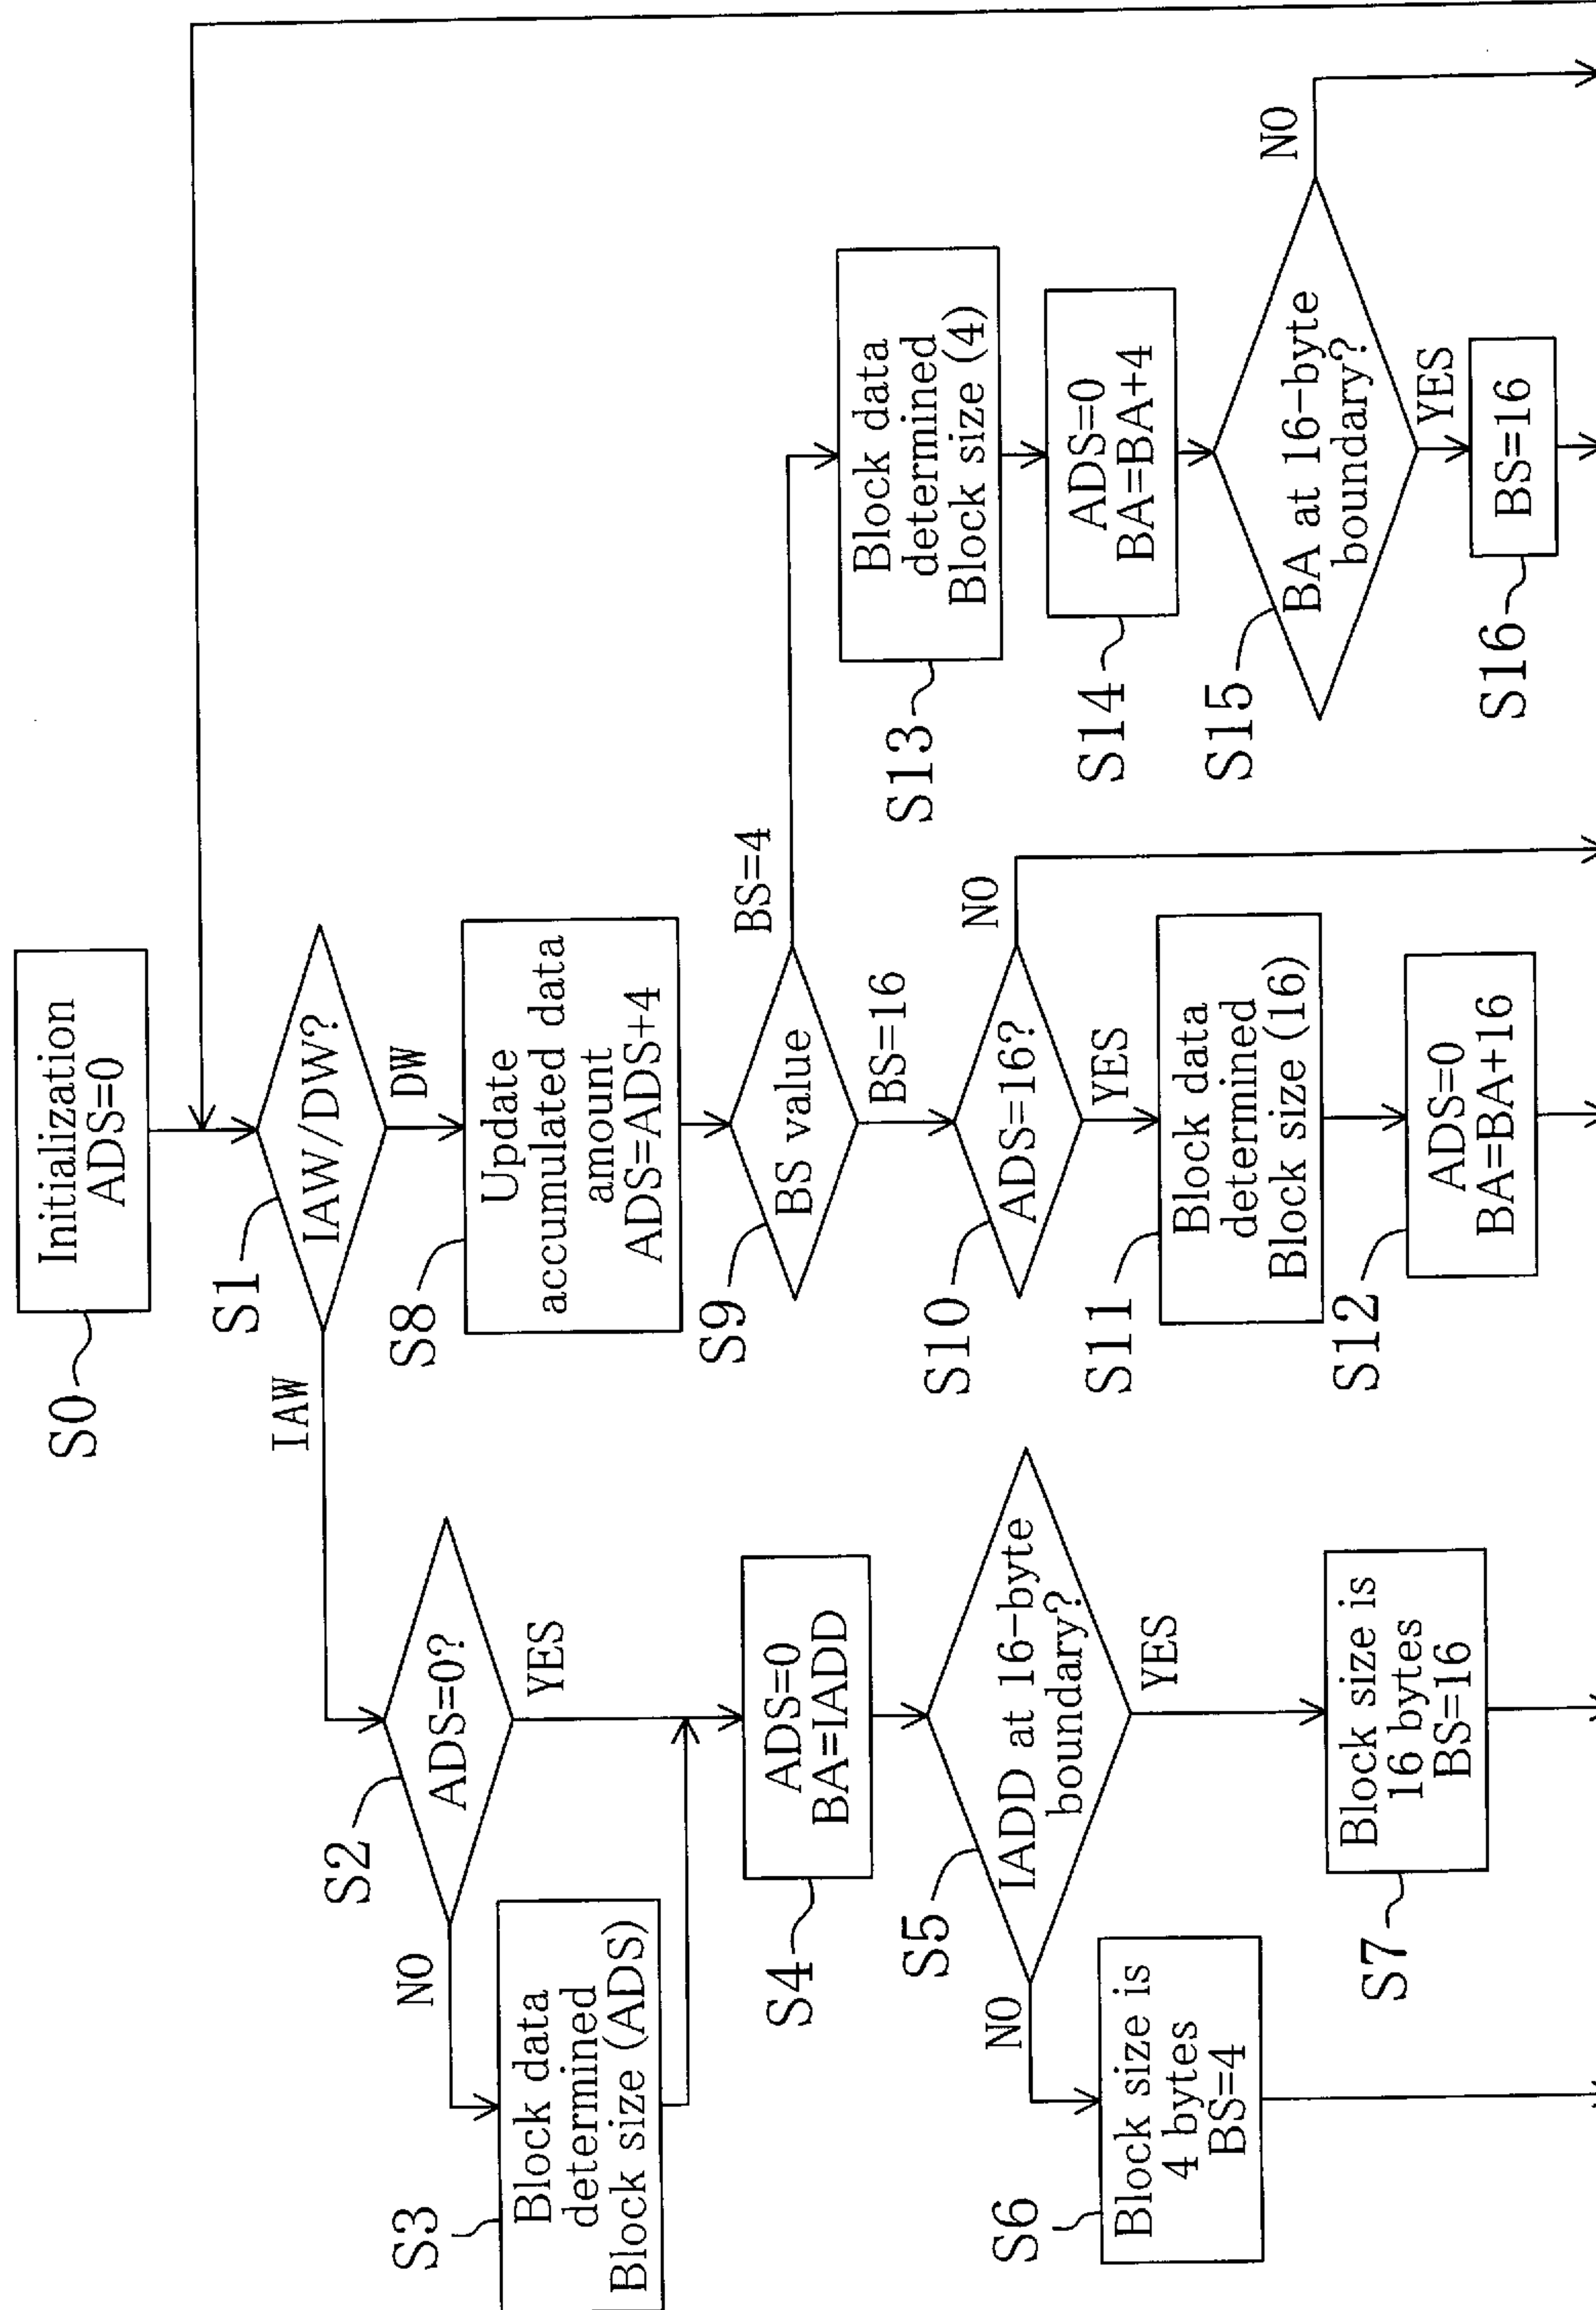 S0
Initialization
ADS=0
S1
IAW/DW?
IAW
DW
S2
ADS=0?
NO
YES
S3
Block data
determined
Block size (ADS)
S4
ADS=0
BA=IADD
S5
IADD at 16-byte
boundary?
NO
YES
S6
Block size is
4 bytes
BS=4
S7
Block size is
16 bytes
BS=16
S8
Update
accumulated data
amount
ADS=ADS+4
S9
BS value
BS=4
BS=16
S10
ADS=16?
NO
YES
S11
Block data
determined
Block size (16)
S12
ADS=0
BA=BA+16
S13
Block data
determined
Block size (4)
S14
ADS=0
BA=BA+4
S15
BA at 16-byte
boundary?
NO
YES
S16
BS=16